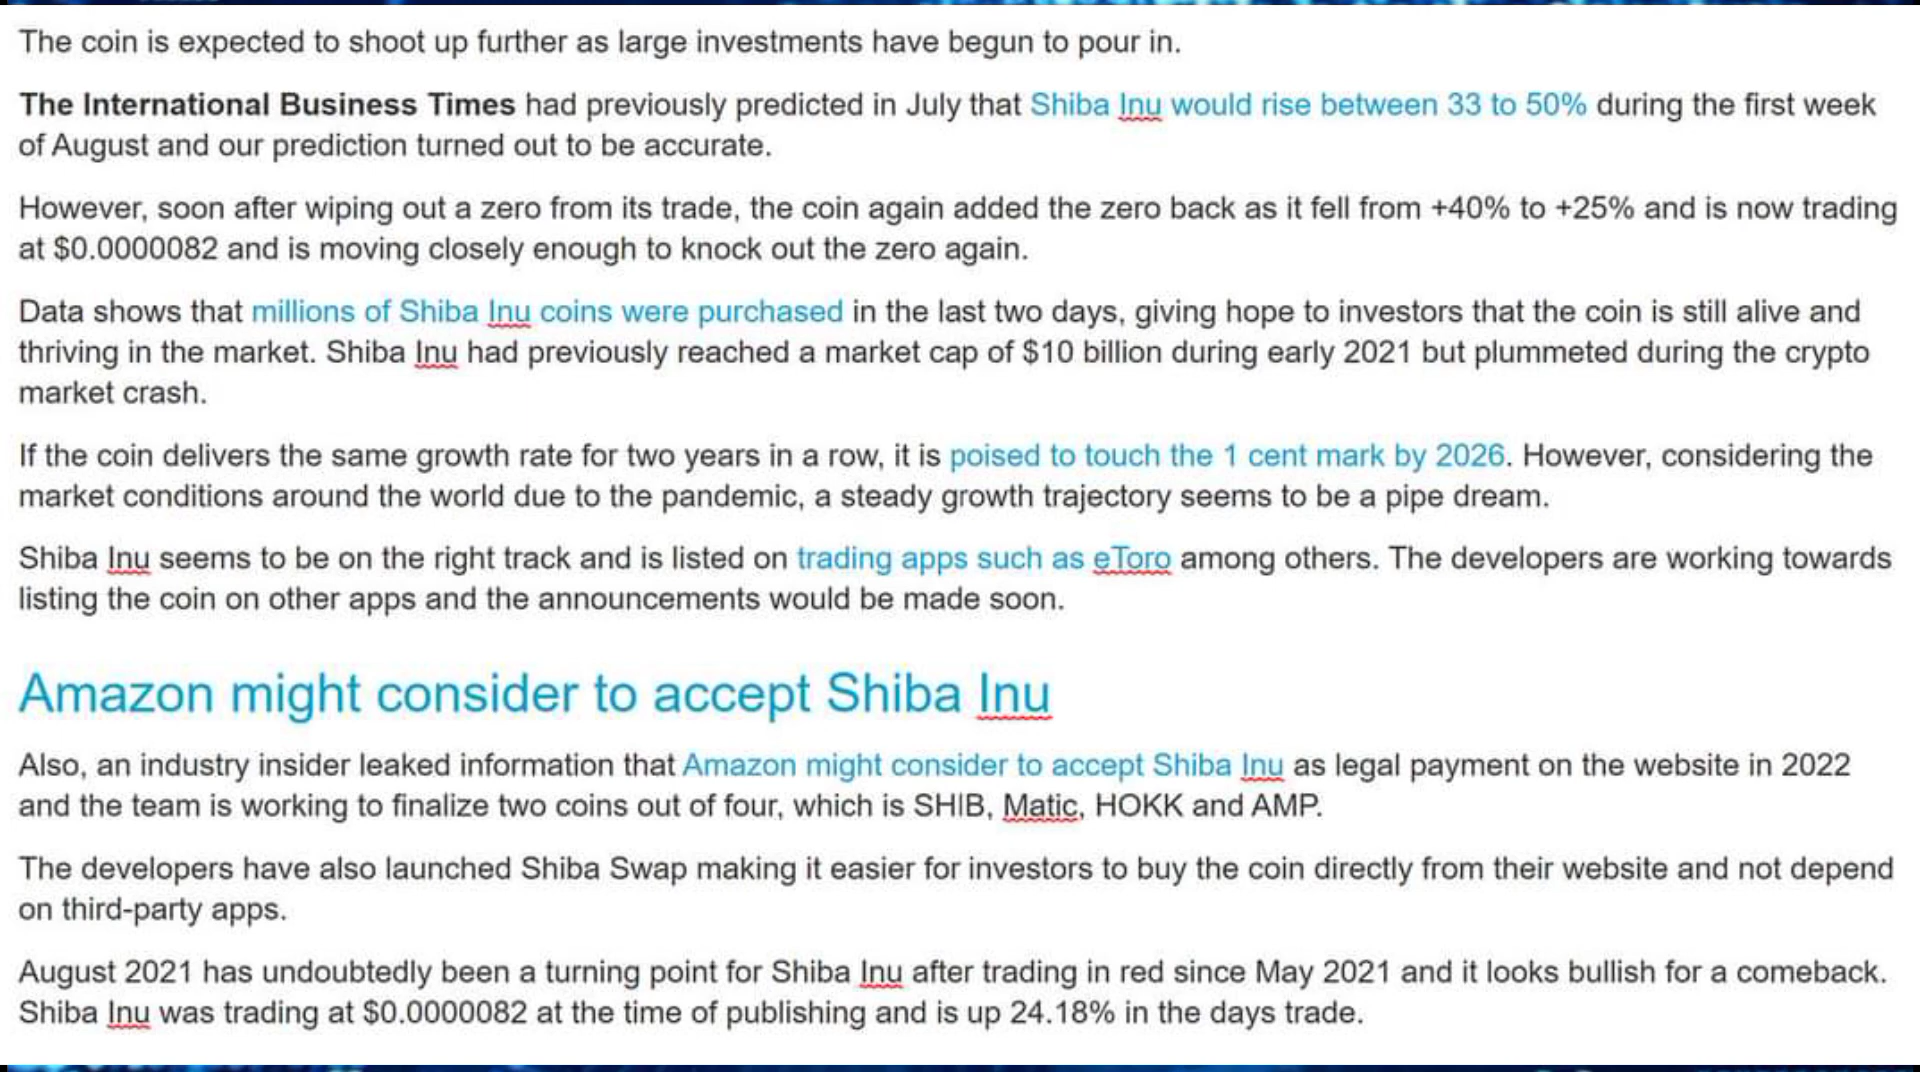 The coin is expected to shoot up further as large investments have begun to pour in.
The International Business Times had previously predicted in July that Shiba Inu would rise between 33 to 50% during the first week
of August and our prediction turned out to be accurate.
However, soon after wiping out a zero from its trade, the coin again added the zero back as it fell from +40% to +25% and is now trading
at $0.0000082 and is moving closely enough to knock out the zero again.
Data shows that millions of Shiba Inu coins were purchased in the last two days, giving hope to investors that the coin is still alive and
thriving in the market. Shiba Inu had previously reached a market cap of $10 billion during early 2021 but plummeted during the crypto
market crash.
If the coin delivers the same growth rate for two years in a row, it is poised to touch the 1 cent mark by 2026. However, considering the
market conditions around the world due to the pandemic, a steady growth trajectory seems to be a pipe dream.
Shiba Inu seems to be on the right track and is listed on trading apps such as eToro among others. The developers are working towards
listing the coin on other apps and the announcements would be made soon.
Amazon might consider to accept Shiba Inu
Also, an industry insider leaked information that Amazon might consider to accept Shiba Inu as legal payment on the website in 2022
and the team is working to finalize two coins out of four, which is SHIB, Matic, HOKK and AMP.
The developers have also launched Shiba Swap making it easier for investors to buy the coin directly from their website and not depend
on third-party apps.
August 2021 has undoubtedly been a turning point for Shiba Inu after trading in red since May 2021 and it looks bullish for a comeback.
Shiba Inu was trading at $0.0000082 at the time of publishing and is up 24.18% in the days trade.